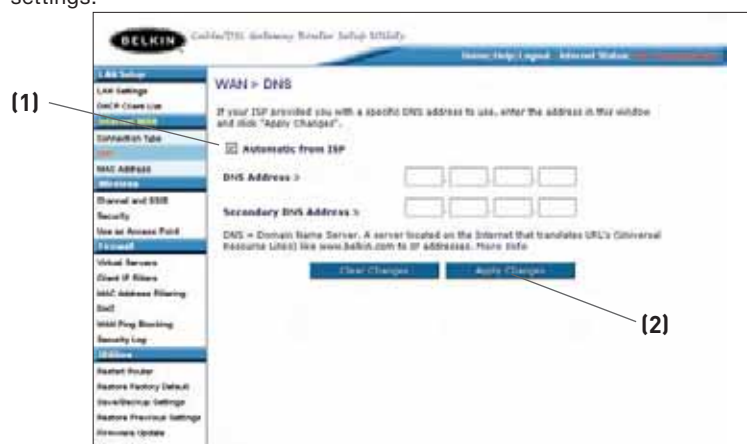 settings.
BELKIN Cable/DSL Gateway Router Setup Utility
Home|Help|Logout Internet Status:
LAN Setup
LAN Settings
DHCP Client List
Internet WAN
Connection Type
DNS
MAC Address
Wireless
Channel and SSID
Security
Use as Access Point
Firewall
Virtual Servers
Client IP Filters
MAC Address Filtering
DMZ
WAN Ping Blocking
Security Log
Utilities
Restart Router
Restore Factory Default
Save/Backup Settings
Restore Previous Settings
Firmware Update
WAN > DNS
If your ISP provided you with a specific DNS address to use, enter the address in this window
and click "Apply Changes".
Automatic from ISP
DNS Address >
. . .
Secondary DNS Address >
. . .
DNS = Domain Name Server. A server located on the Internet that translates URL's (Universal
Resource Links) like www.belkin.com to IP addresses. More Info
Clear Changes
Apply Changes
(1)
(2)